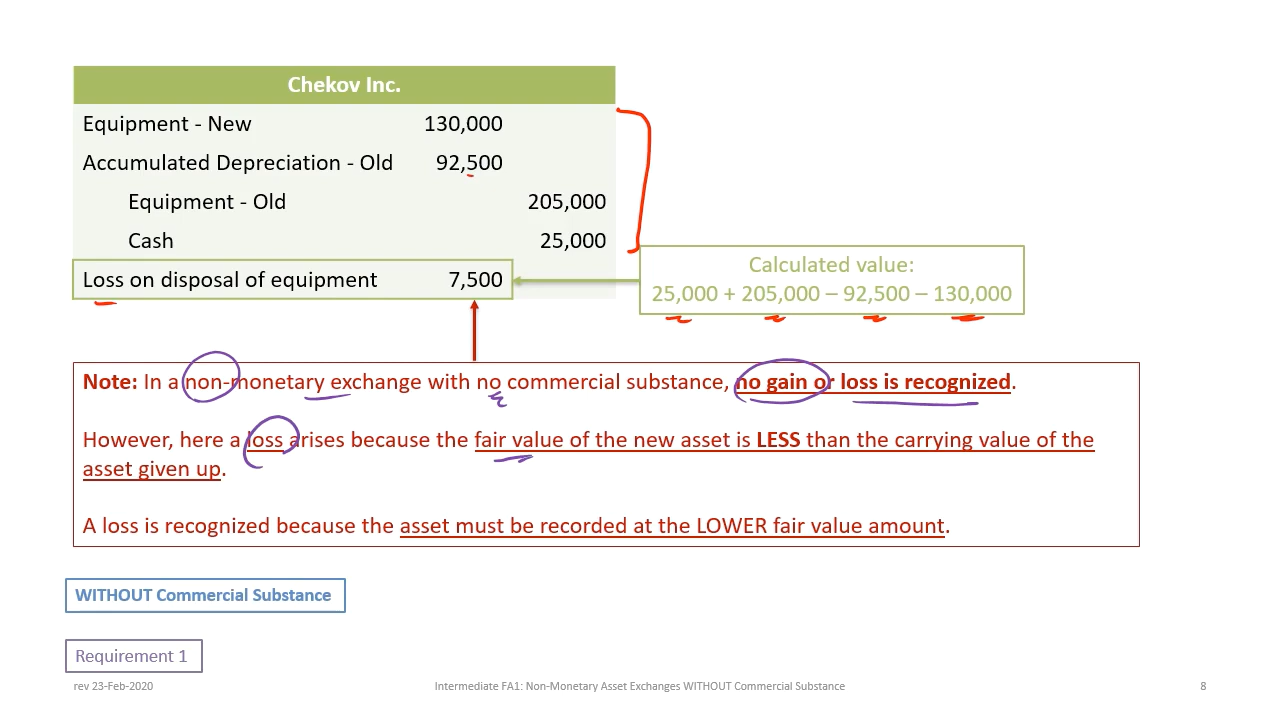 Chekov Inc.
Equipment - New 130,000
Accumulated Depreciation - Old 92,500
Equipment - Old 205,000
Cash 25,000
Loss on disposal of equipment 7,500
Calculated value:
25,000 + 205,000 – 92,500 – 130,000
Note: In a non-monetary exchange with no commercial substance, no gain or loss is recognized.
However, here a loss arises because the fair value of the new asset is LESS than the carrying value of the
asset given up.
A loss is recognized because the asset must be recorded at the LOWER fair value amount.
WITHOUT Commercial Substance
Requirement 1
rev 23-Feb-2020 Intermediate FA1: Non-Monetary Asset Exchanges WITHOUT Commercial Substance 8